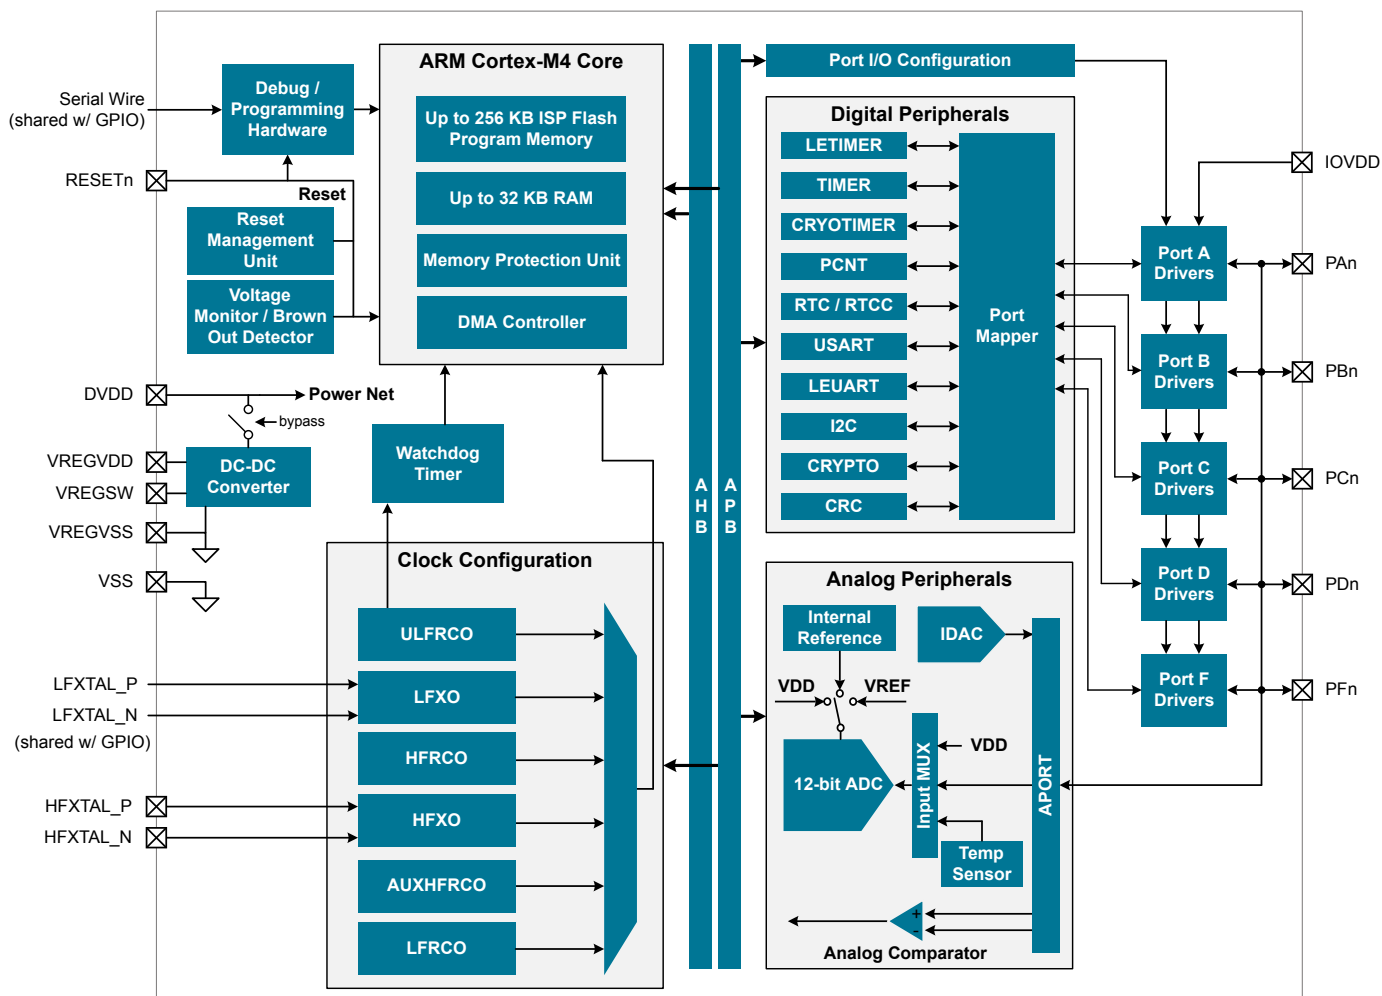 ARM Cortex-M4 Core
Up to 256 KB ISP Flash
Program Memory
Up to 32 KB RAM
Memory Protection Unit
DMA Controller
Serial Wire
(shared w/ GPIO)
Debug /
Programming
Hardware
RESETn
Reset
Reset
Management
Unit
Voltage
Monitor / Brown
Out Detector
DVDD
Power Net
bypass
VREGVDD
VREGSW
DC-DC
Converter
VREGVSS
VSS
Watchdog
Timer
Clock Configuration
ULFRCO
LFXO
HFRCO
HFXO
AUXHFRCO
LFRCO
LFXTAL_P
LFXTAL_N
(shared w/ GPIO)
HFXTAL_P
HFXTAL_N
A
H
B
A
P
B
Port I/O Configuration
Digital Peripherals
LETIMER
TIMER
CRYOTIMER
PCNT
RTC / RTCC
USART
LEUART
I2C
CRYPTO
CRC
Port
Mapper
Analog Peripherals
Internal
Reference
IDAC
VDD
VREF
12-bit ADC
Input MUX
VDD
Temp
Sensor
APORT
+
-
Analog Comparator
IOVDD
Port A
Drivers
PAn
Port B
Drivers
PBn
Port C
Drivers
PCn
Port D
Drivers
PDn
Port F
Drivers
PFn